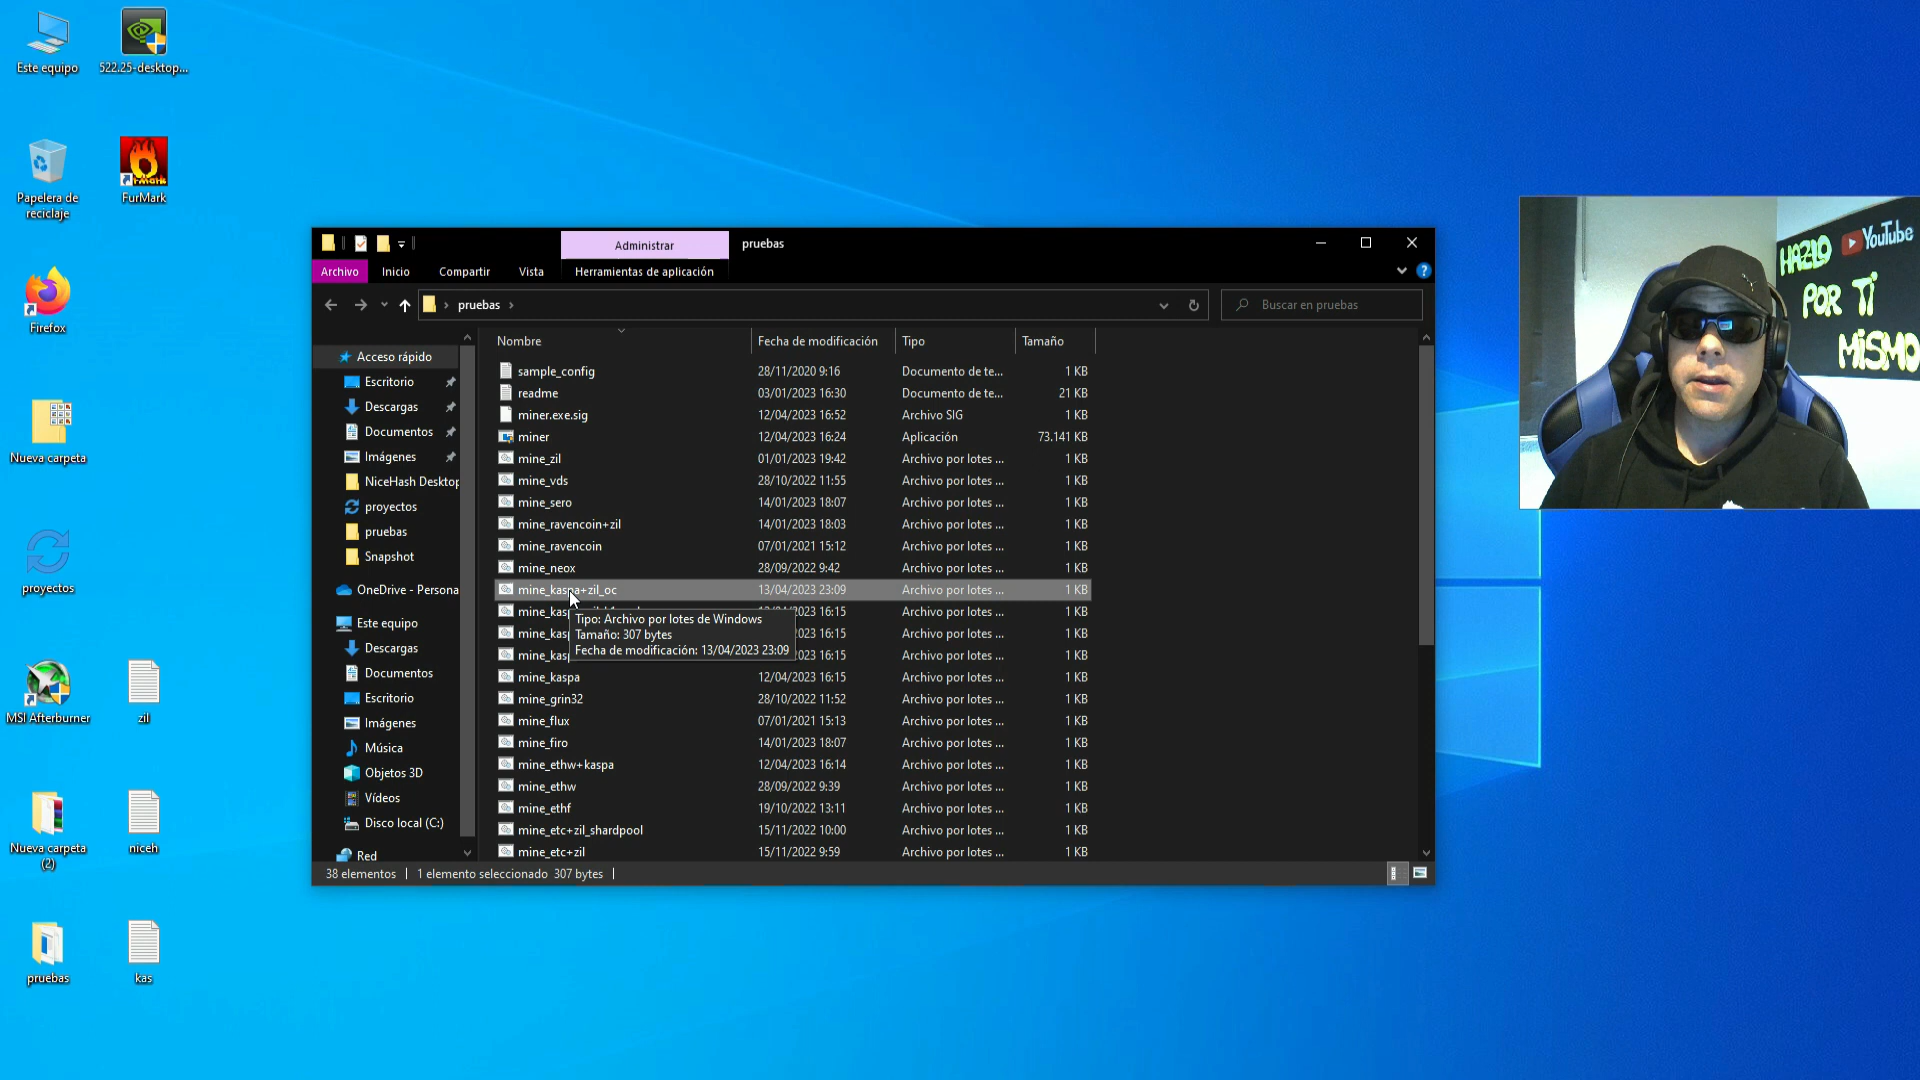 Este equipo
522.25-desktop...
Papelera de
reciclaje
FurMark
Firefox
Nueva carpeta
proyectos
MSI Afterburner
zil
Nueva carpeta
(2)
niceh
pruebas
kas
Administrar
pruebas
Archivo
Inicio
Compartir
Vista
Herramientas de aplicación
?
pruebas
Buscar en pruebas
Acceso rápido
Escritorio
Descargas
Documentos
Imágenes
NiceHash Desktop
proyectos
pruebas
Snapshot
OneDrive - Persona
Este equipo
Descargas
Documentos
Escritorio
Imágenes
Música
Objetos 3D
Vídeos
Disco local (C:)
Red
Nombre Fecha de modificación Tipo Tamaño
sample_config 28/11/2020 9:16 Documento de te... 1 KB
readme 03/01/2023 16:30 Documento de te... 21 KB
miner.exe.sig 12/04/2023 16:52 Archivo SIG 1 KB
miner 12/04/2023 16:24 Aplicación 73.141 KB
mine_zil 01/01/2023 19:42 Archivo por lotes ... 1 KB
mine_vds 28/10/2022 11:55 Archivo por lotes ... 1 KB
mine_sero 14/01/2023 18:07 Archivo por lotes ... 1 KB
mine_ravencoin+zil 14/01/2023 18:03 Archivo por lotes ... 1 KB
mine_ravencoin 07/01/2021 15:12 Archivo por lotes ... 1 KB
mine_neox 28/09/2022 9:42 Archivo por lotes ... 1 KB
mine_kaspa+zil_oc 13/04/2023 23:09 Archivo por lotes ... 1 KB
16:15 Archivo por lotes ... 1 KB
mine_kas 16:15 Archivo por lotes ... 1 KB
mine_kasp 16:15 Archivo por lotes ... 1 KB
Tipo: Archivo por lotes de Windows
Tamaño: 307 bytes
Fecha de modificación: 13/04/2023 23:09
mine_kaspa 12/04/2023 16:15 Archivo por lotes ... 1 KB
mine_grin32 28/10/2022 11:52 Archivo por lotes ... 1 KB
mine_flux 07/01/2021 15:13 Archivo por lotes ... 1 KB
mine_firo 14/01/2023 18:07 Archivo por lotes ... 1 KB
mine_ethw+kaspa 12/04/2023 16:14 Archivo por lotes ... 1 KB
mine_ethw 28/09/2022 9:39 Archivo por lotes ... 1 KB
mine_ethf 19/10/2022 13:11 Archivo por lotes ... 1 KB
mine_etc+zil_shardpool 15/11/2022 10:00 Archivo por lotes ... 1 KB
mine_etc+zil 15/11/2022 9:59 Archivo por lotes ... 1 KB
38 elementos 1 elemento seleccionado 307 bytes
HAZLO YouTube
POR TÍ
MiSMO